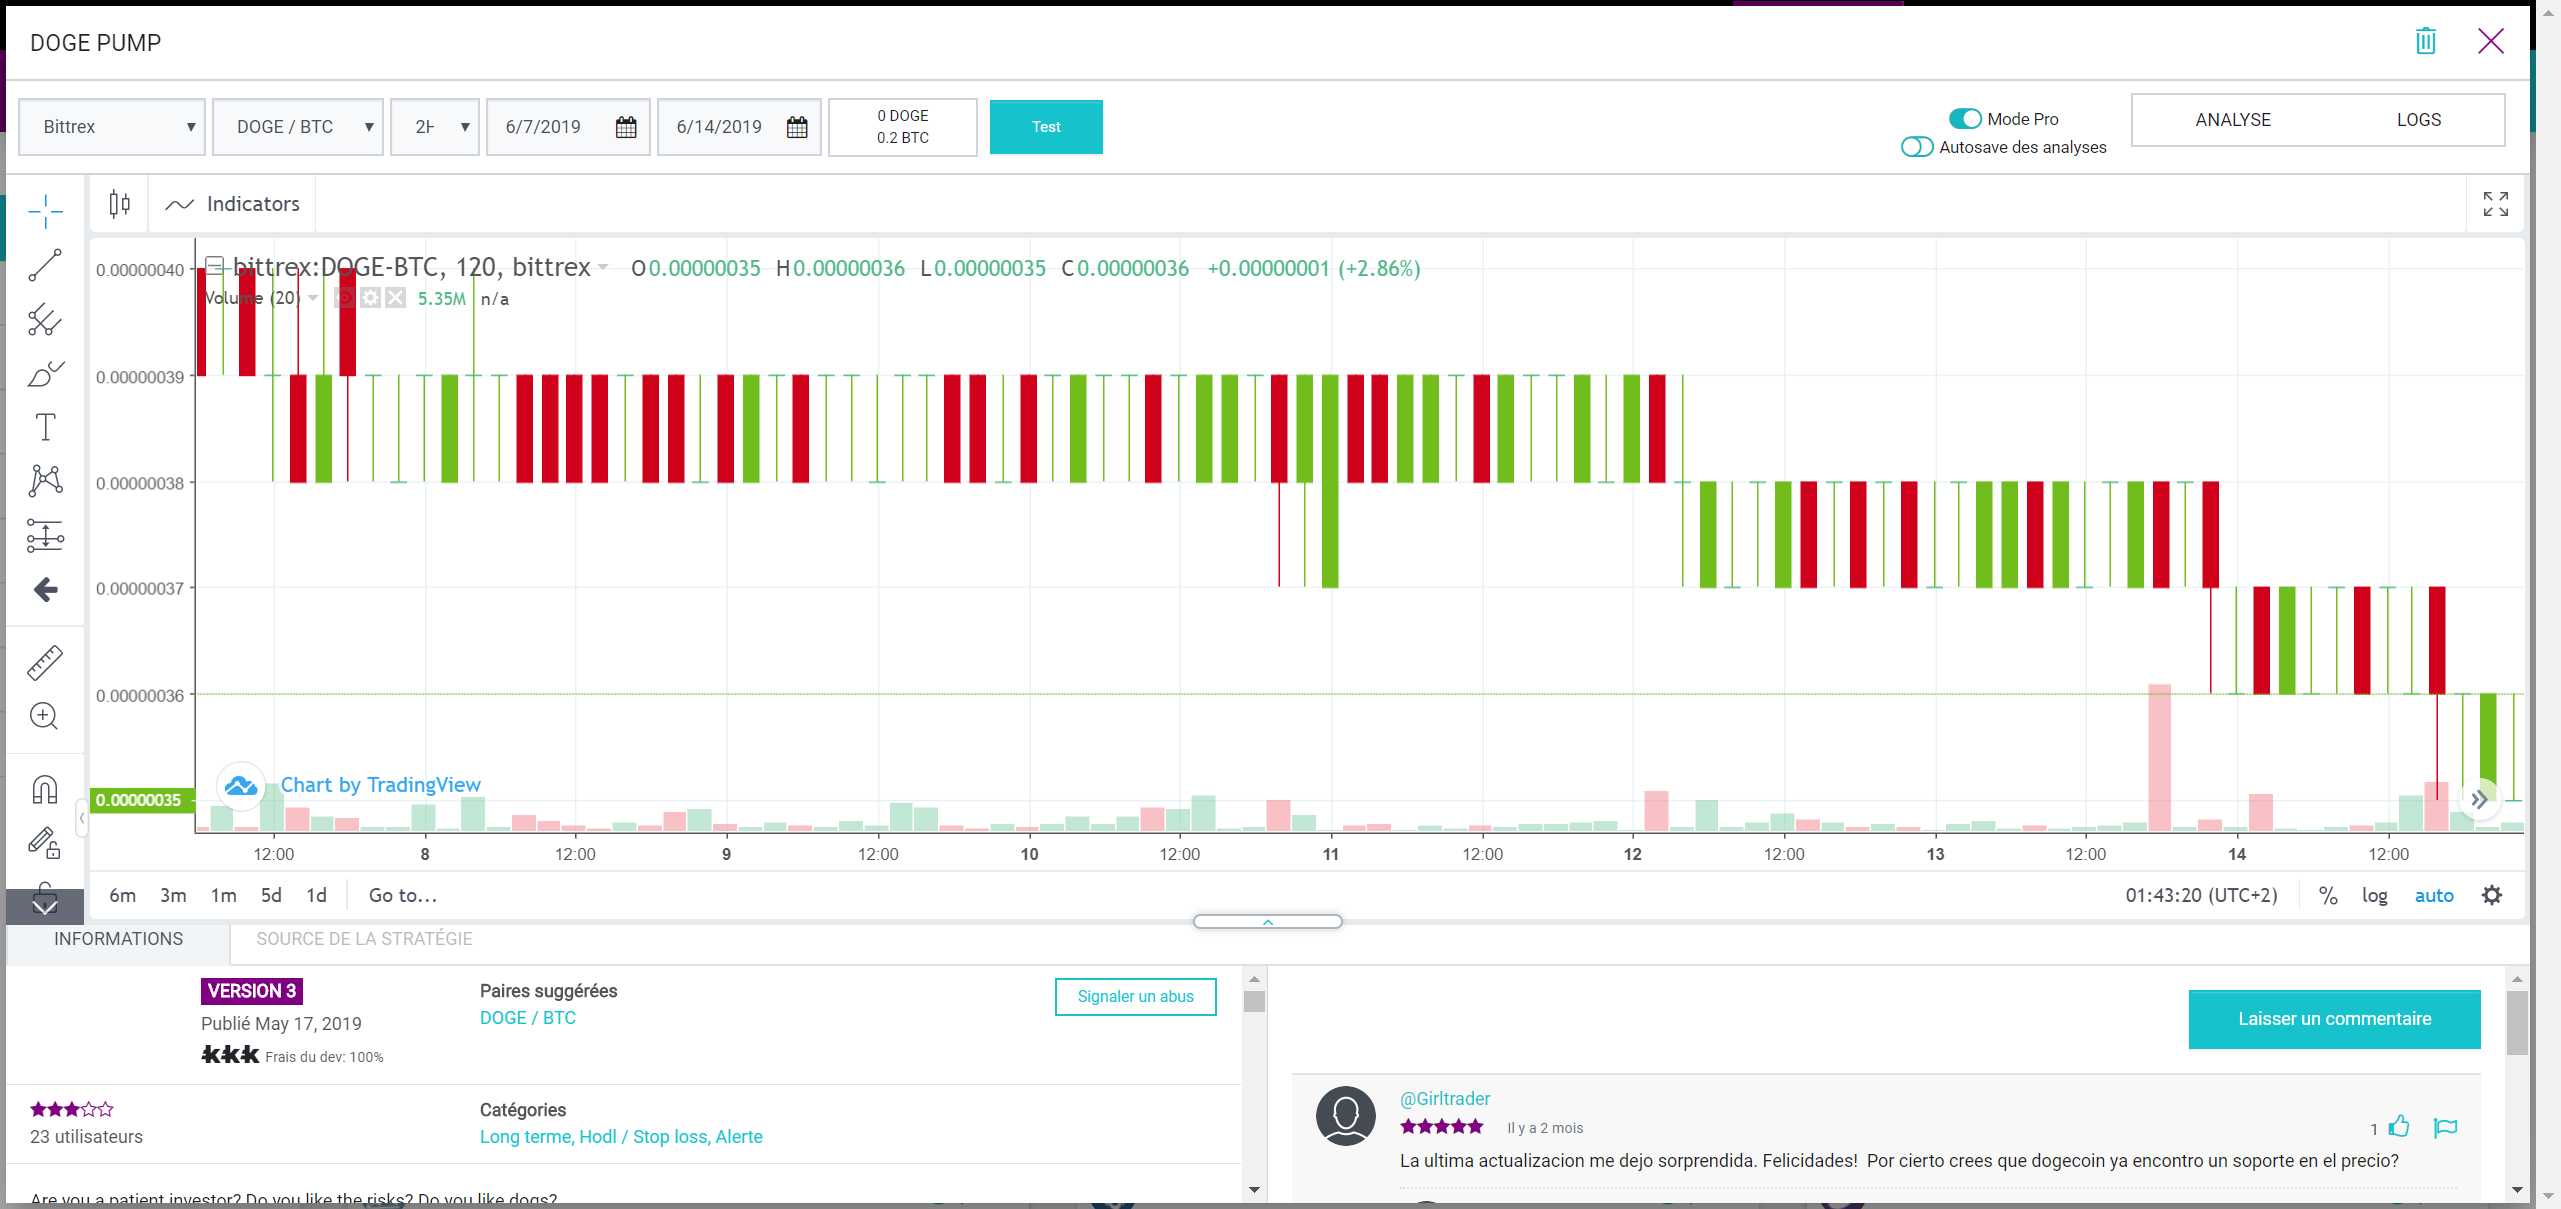 DOGE PUMP
Bittrex
DOGE / BTC
6/7/2019
6/14/2019
0 DOGE
0.2 BTC
Test
Mode Pro
Autosave des analyses
ANALYSE
LOGS
Indicators
bittrex:DOGE-BTC, 120, bittrex O0.00000035 H0.00000036 L0.00000035 C0.00000036 +0.00000001 (+2.86%)
Volume (20) 5.35M n/a
0.00000040
0.00000039
0.00000038
0.00000037
0.00000036
0.00000035
Chart by TradingView
12:00 8 12:00 9 12:00 10 12:00 11 12:00 12 12:00 13 12:00 14 12:00
6m 3m 1m 5d 1d Go to... 01:43:20 (UTC+2) % log auto
INFORMATIONS
SOURCE DE LA STRATÉGIE
VERSION 3
Publié May 17, 2019
Frais du dev: 100%
Paires suggérées
DOGE / BTC
Signaler un abus
23 utilisateurs
Catégories
Long terme, Hodl / Stop loss, Alerte
Are you a patient investor? Do you like the risks? Do you like dogs?
Laisser un commentaire
@Girltrader
Il y a 2 mois
1
La ultima actualizacion me dejo sorprendida. Felicidades! Por cierto crees que dogecoin ya encontro un soporte en el precio?